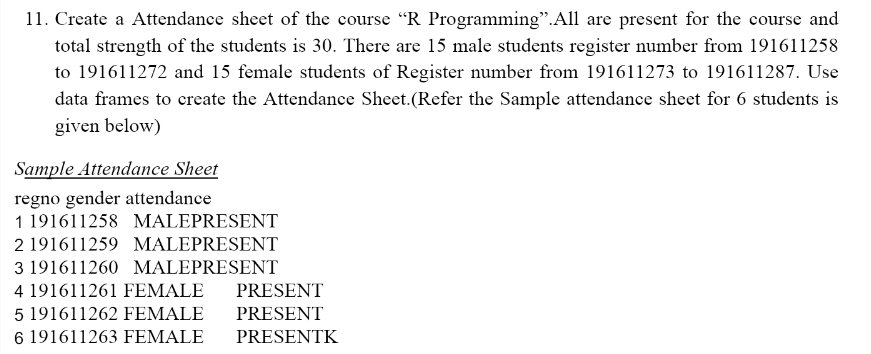 11. Create a Attendance sheet of the course “R Programming”.All are present for the course and
total strength of the students is 30. There are 15 male students register number from 191611258
to 191611272 and 15 female students of Register number from 191611273 to 191611287. Use
data frames to create the Attendance Sheet.(Refer the Sample attendance sheet for 6 students is
given below)
Sample Attendance Sheet
regno gender attendance
1 191611258 MALEPRESENT
2 191611259 MALEPRESENT
3 191611260 MALEPRESENT
4 191611261 FEMALE PRESENT
5 191611262 FEMALE PRESENT
6 191611263 FEMALE PRESENTK